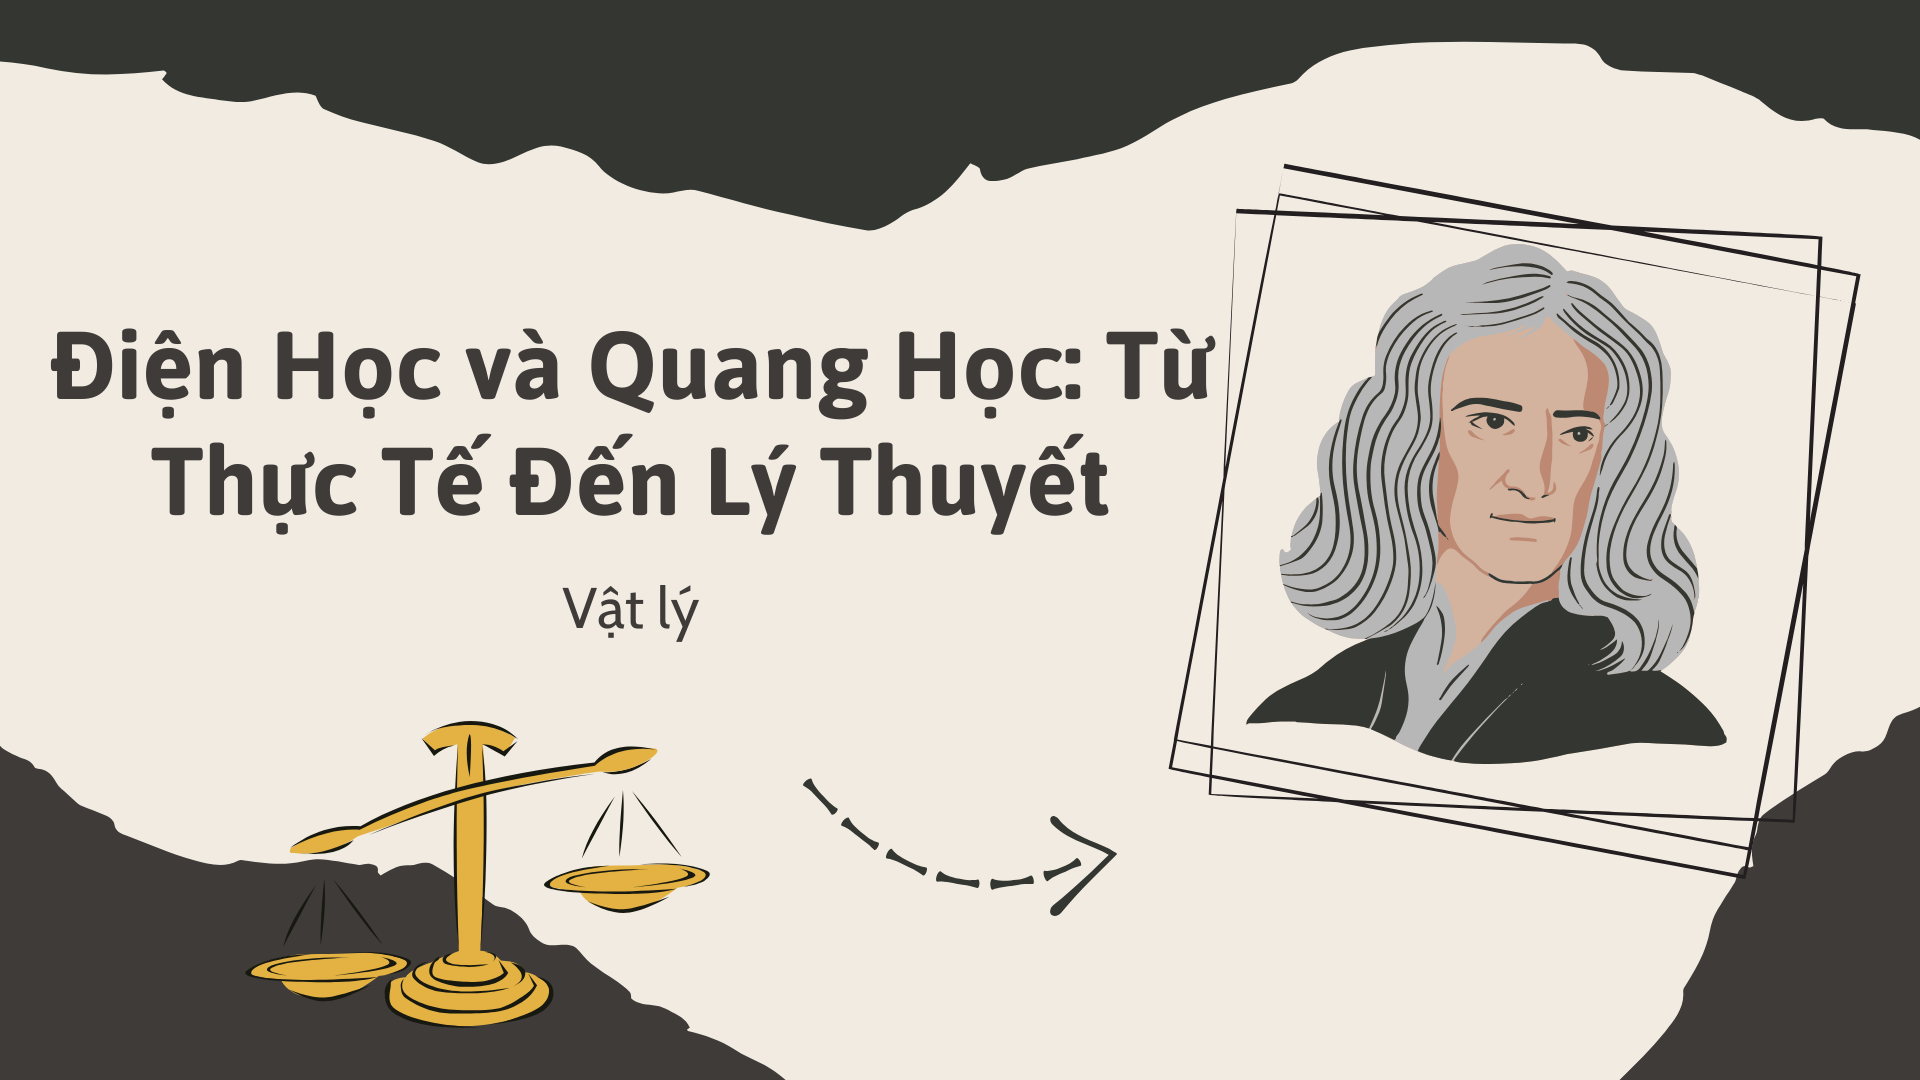 Điện Học và Quang Học: Từ
Thực Tế Đến Lý Thuyết
Vật lý